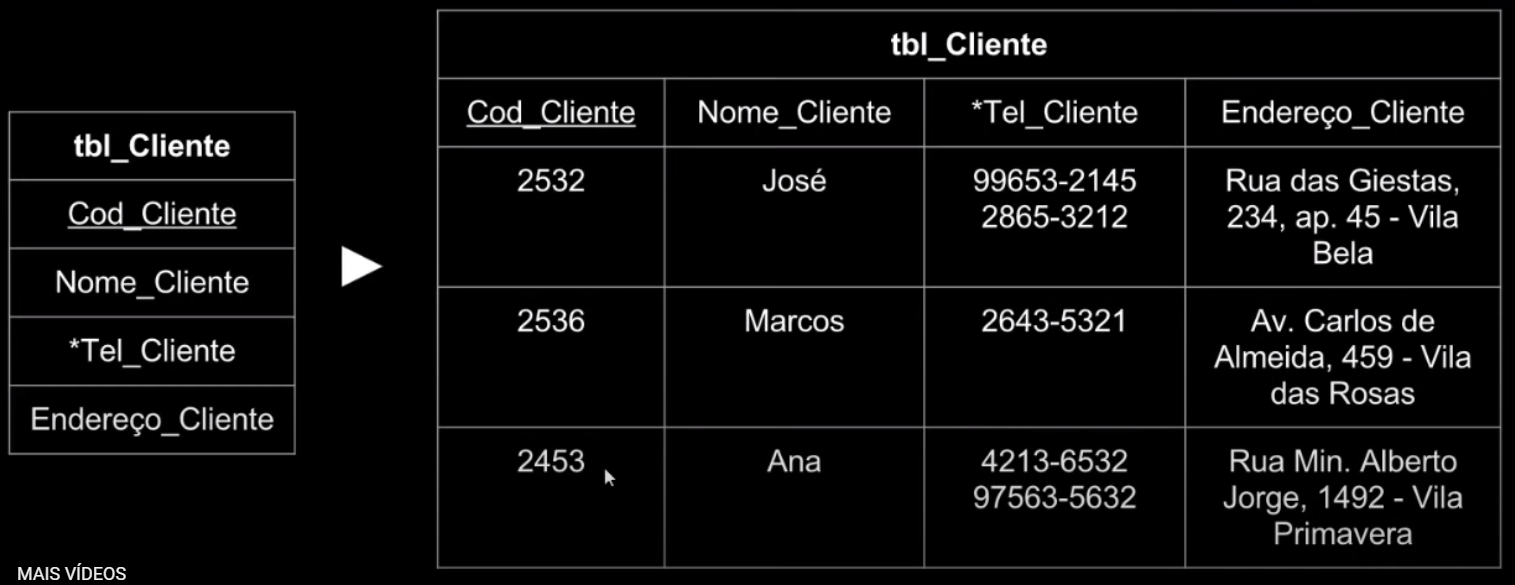 tbl_Cliente
Cod_Cliente
Nome_Cliente
*Tel_Cliente
Endereço_Cliente
tbl_Cliente
Cod_Cliente Nome_Cliente *Tel_Cliente Endereço_Cliente
2532 José 99653-2145 Rua das Giestas,
2865-3212 234, ap. 45 - Vila
Bela
2536 Marcos 2643-5321 Av. Carlos de
Almeida, 459 - Vila
das Rosas
2453 Ana 4213-6532 Rua Min. Alberto
97563-5632 Jorge, 1492 - Vila
Primavera
MAIS VÍDEOS